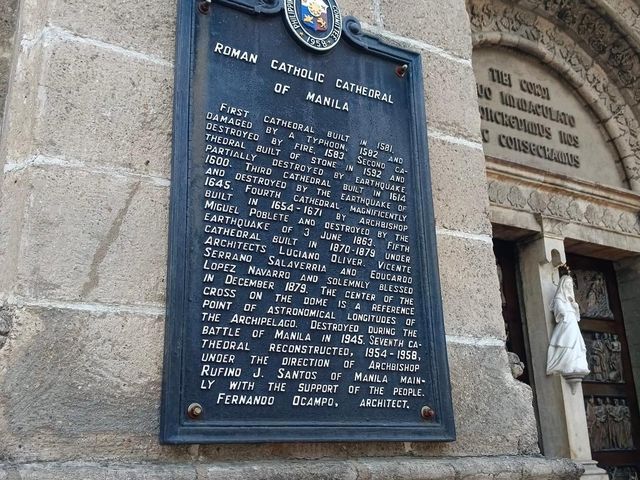 PHILIPPINE
COMMITTEE
1958
ROMAN CATHOLIC CATHEDRAL
OF MANILA
FIRST CATHEDRAL BUILT IN 1581.
DAMAGED BY A TYPHOON, 1582 AND
DESTROYED BY FIRE, 1583 SECOND CA-
THEDRAL BUILT OF STONE IN 1592 AND
PARTIALLY DESTROYED BY EARTHQUAKE
1600. THIRD CATHEDRAL BUILT IN 1614
AND DESTROYED BY THE EARTHQUAKE OF
1645. FOURTH CATHEDRAL MAGNIFICENTLY
BUILT IN 1654-1671 BY ARCHBISHOP
MIGUEL POBLETE AND DESTROYED BY THE
EARTHQUAKE OF 3 JUNE 1863. FIFTH
CATHEDRAL BUILT IN 1870-1879 UNDER
ARCHITECTS LUCIANO OLIVER, VICENTE
SERRANO SALAVERRIA AND EDUCARDO
LOPEZ NAVARRO AND SOLEMNLY BLESSED
IN DECEMBER 1879. THE CENTER OF THE
CROSS ON THE DOME IS A REFERENCE
POINT OF ASTRONOMICAL LONGITUDES OF
THE ARCHIPELAGO. DESTROYED DURING THE
BATTLE OF MANILA IN 1945. SEVENTH CA-
THEDRAL RECONSTRUCTED, 1954-1958,
UNDER THE DIRECTION OF ARCHBISHOP
RUFINO J. SANTOS OF MANILA MAIN-
LY WITH THE SUPPORT OF THE PEOPLE.
FERNANDO OCAMPO, ARCHITECT.
TIBI CORDI
IMMACULATO
NOS
CONSECRAMUS